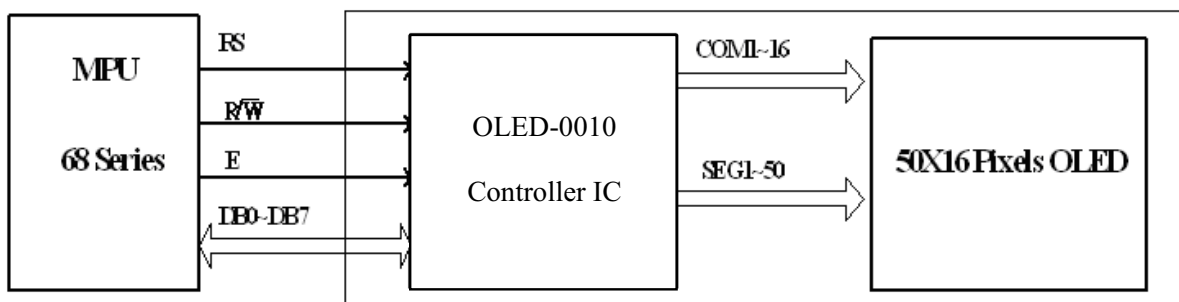 MPU
68 Series
RS
R/W̅
E
DB0~DB7
OLED-0010
Controller IC
COM1~16
SEG1~50
50X16 Pixels OLED